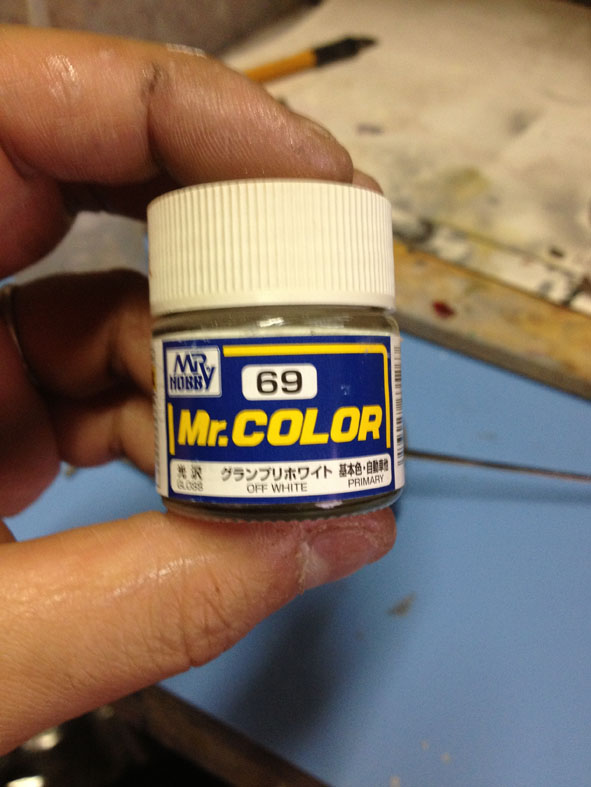 MR
HOBBY
69
Mr.COLOR
光沢 グランプリホワイト 基本色・自動車他
GLOSS OFF WHITE PRIMARY